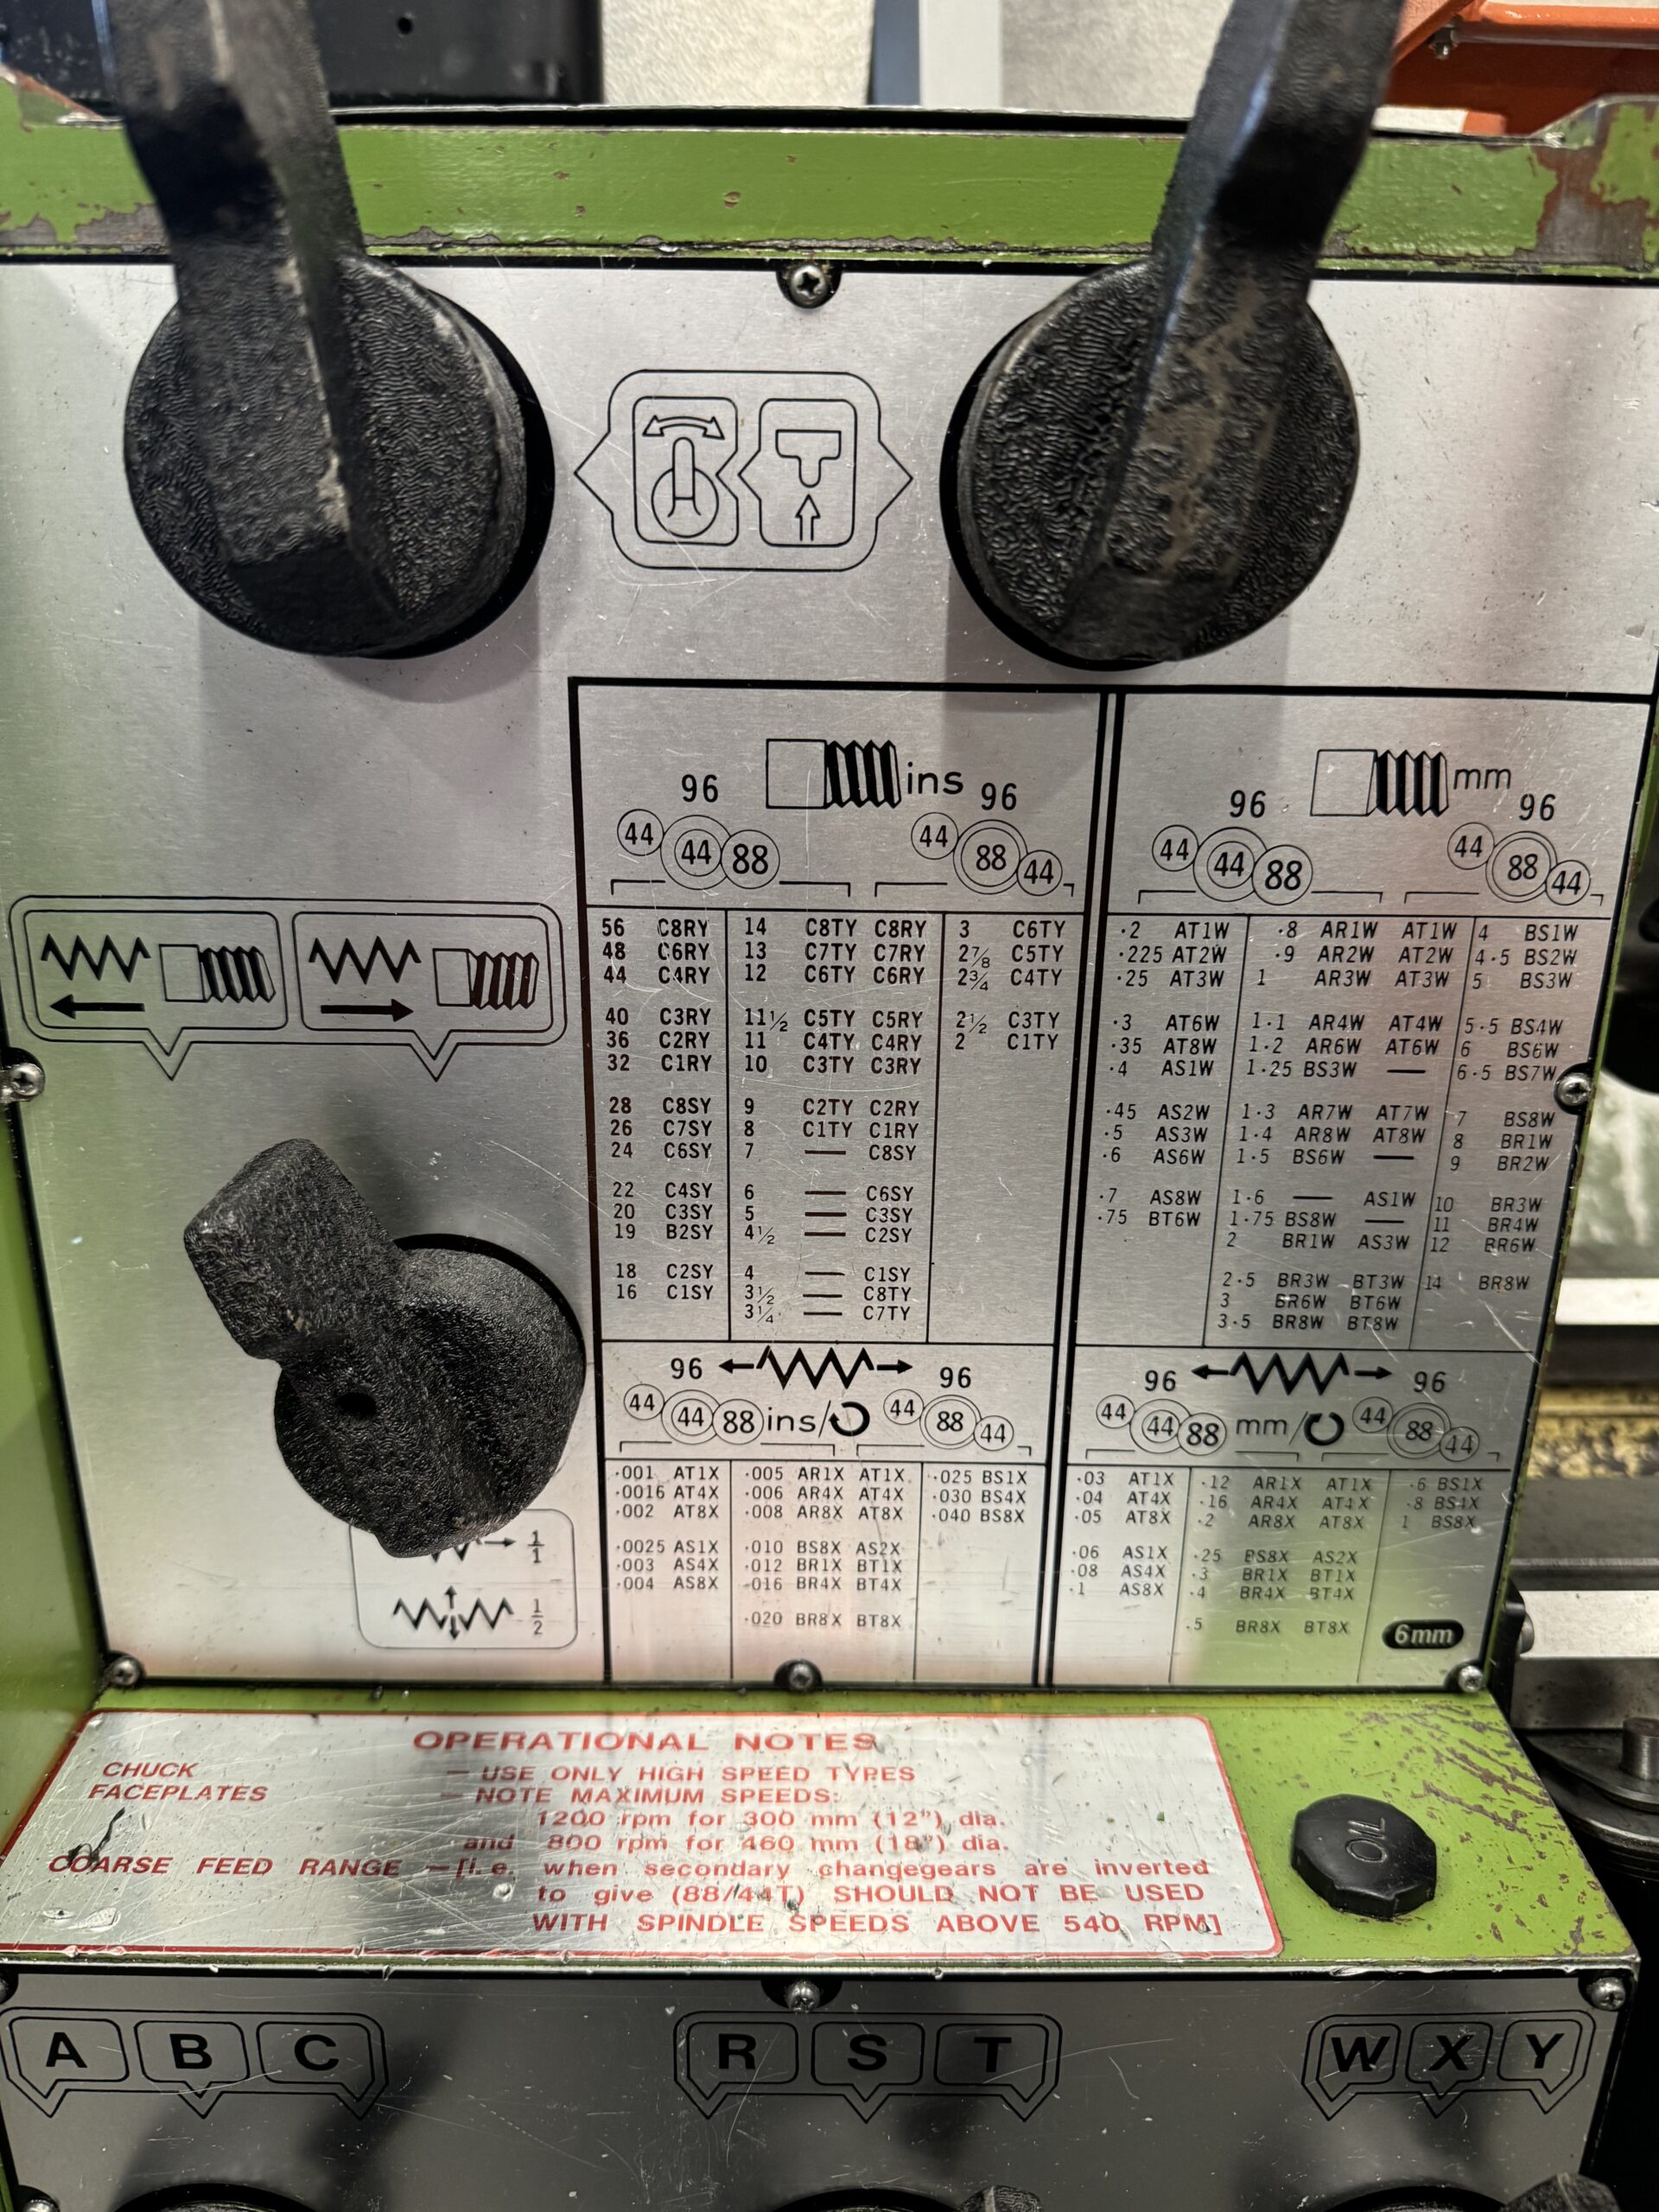 ins
96 96
44 44 88 44 88 44
56 C8RY 14 C8TY C8RY 3 C6TY
48 C6RY 13 C7TY C7RY 2 7/8 C5TY
44 C4RY 12 C6TY C6RY 2 3/4 C4TY
40 C3RY 11 1/2 C5TY C5RY 2 1/2 C3TY
36 C2RY 11 C4TY C4RY 2 C1TY
32 C1RY 10 C3TY C3RY
28 C8SY 9 C2TY C2RY
26 C7SY 8 C1TY C1RY
24 C6SY 7 — C8SY
22 C4SY 6 — C6SY
20 C3SY 5 — C3SY
19 B2SY 4 1/2 — C2SY
18 C2SY 4 — C1SY
16 C1SY 3 1/2 — C8TY
3 1/4 — C7TY
mm
96 96
44 44 88 44 88 44
·2 AT1W ·8 AR1W AT1W 4 BS1W
·225 AT2W ·9 AR2W AT2W 4·5 BS2W
·25 AT3W 1 AR3W AT3W 5 BS3W
·3 AT6W 1·1 AR4W AT4W 5·5 BS4W
·35 AT8W 1·2 AR6W AT6W 6 BS6W
·4 AS1W 1·25 BS3W — 6·5 BS7W
·45 AS2W 1·3 AR7W AT7W 7 BS8W
·5 AS3W 1·4 AR8W AT8W 8 BR1W
·6 AS6W 1·5 BS6W — 9 BR2W
·7 AS8W 1·6 — AS1W 10 BR3W
·75 BT6W 1·75 BS8W — 11 BR4W
2 BR1W AS3W 12 BR6W
2·5 BR3W BT3W 14 BR8W
3 BR6W BT6W
3·5 BR8W BT8W
96 96
44 44 88 ins/ 44 88 44
·001 AT1X ·005 AR1X AT1X ·025 BS1X
·0016 AT4X ·006 AR4X AT4X ·030 BS4X
·002 AT8X ·008 AR8X AT8X ·040 BS8X
·0025 AS1X ·010 BS8X AS2X
·003 AS4X ·012 BR1X BT1X
·004 AS8X ·016 BR4X BT4X
·020 BR8X BT8X
96 96
44 44 88 mm/ 44 88 44
·03 AT1X ·12 AR1X AT1X ·6 BS1X
·04 AT4X ·16 AR4X AT4X ·8 BS4X
·05 AT8X ·2 AR8X AT8X 1 BS8X
·06 AS1X ·25 BS8X AS2X
·08 AS4X ·3 BR1X BT1X
·1 AS8X ·4 BR4X BT4X
·5 BR8X BT8X
6mm
1/1
1/2
OPERATIONAL NOTES
CHUCK — USE ONLY HIGH SPEED TYPES
FACEPLATES — NOTE MAXIMUM SPEEDS:
1200 rpm for 300 mm (12") dia.
and 800 rpm for 460 mm (18") dia.
COARSE FEED RANGE — [i.e. when secondary changegears are inverted
to give (88/44T) SHOULD NOT BE USED
WITH SPINDLE SPEEDS ABOVE 540 RPM]
OIL
A B C R S T W X Y